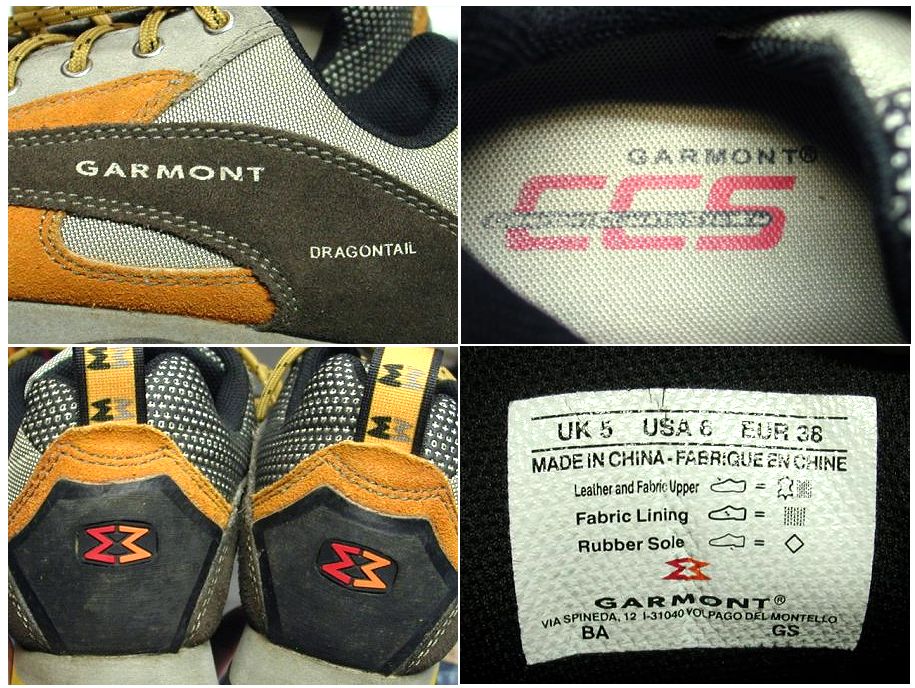 GARMONT
DRAGONTAIL
GARMONT®
CCS
UK 5 USA 6 EUR 38
MADE IN CHINA - FABRIQUE EN CHINE
Leather and Fabric Upper =
Fabric Lining =
Rubber Sole =
GARMONT®
VIA SPINEDA, 12 I-31040 VOLPAGO DEL MONTELLO
BA GS